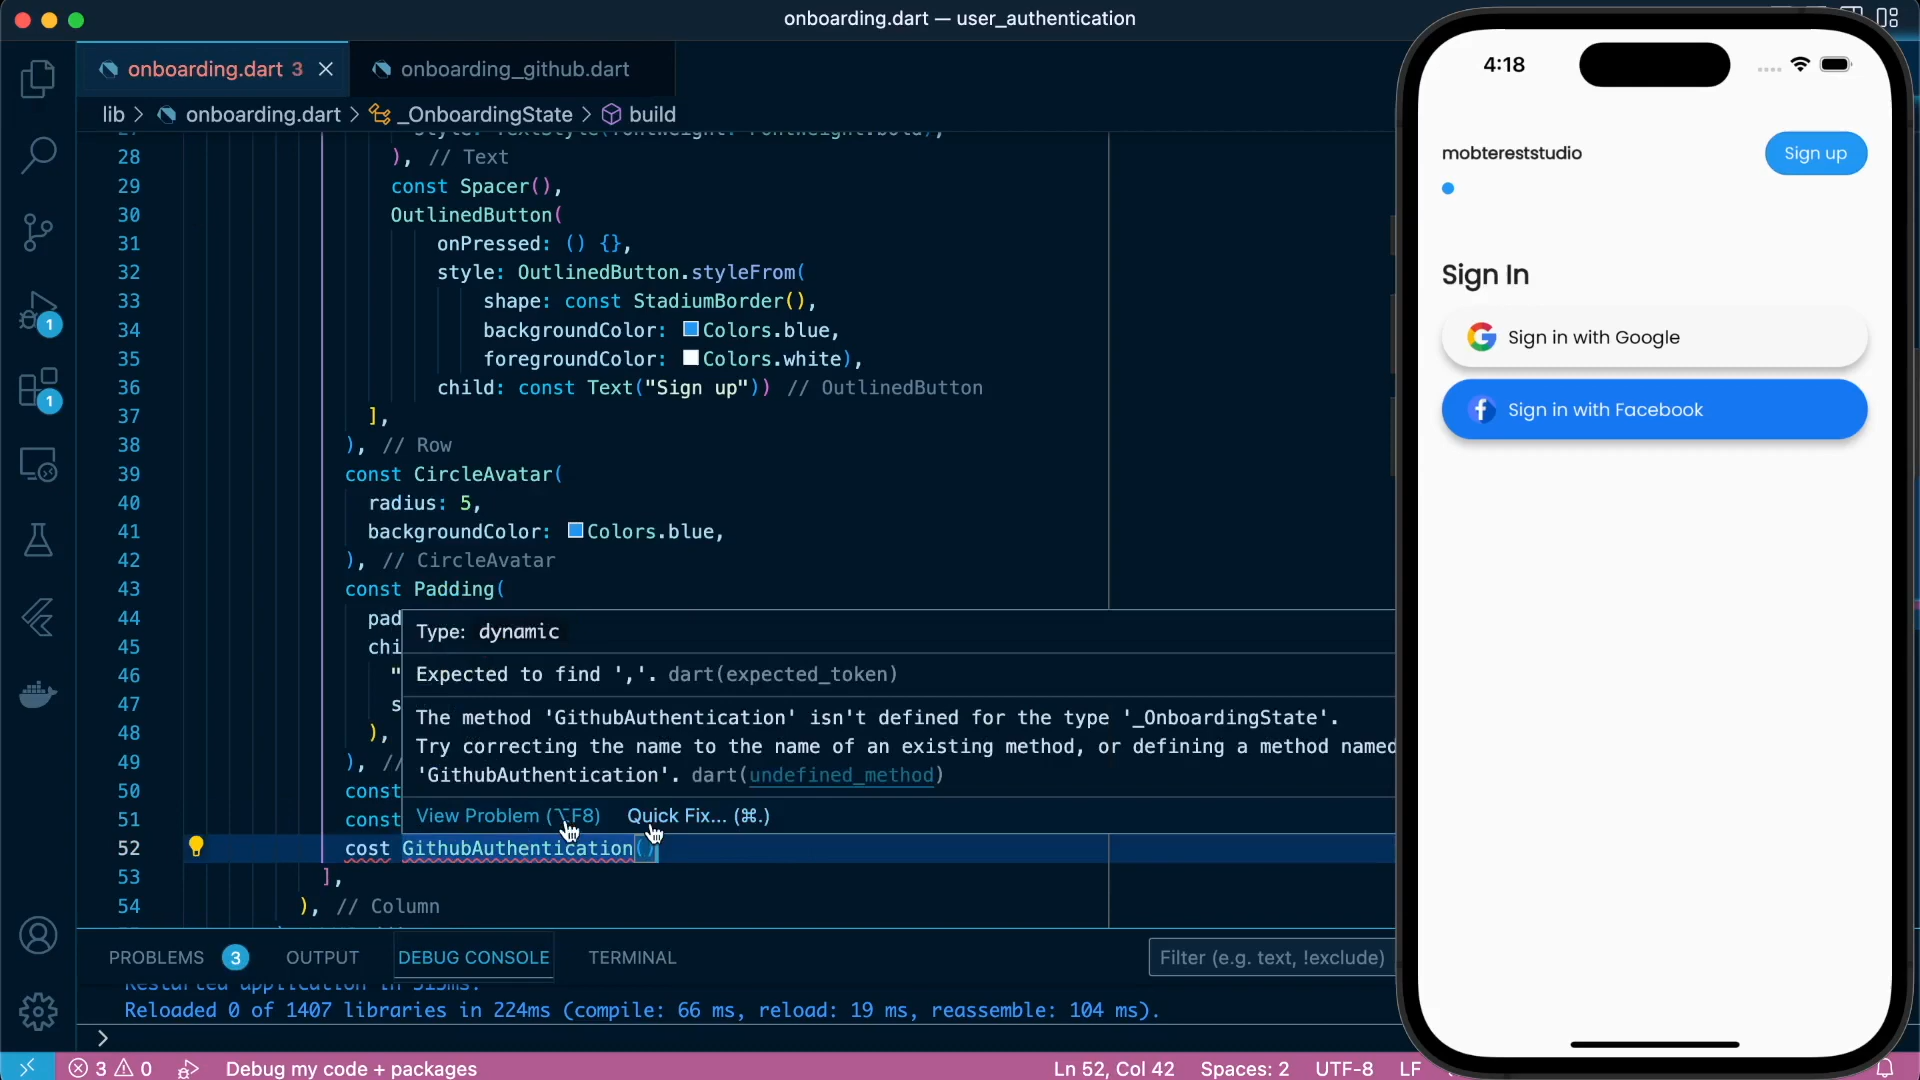 onboarding.dart — user_authentication
onboarding.dart 3
onboarding_github.dart
lib > onboarding.dart > _OnboardingState > build
28 ), // Text
29 const Spacer(),
30 OutlinedButton(
31 onPressed: () {},
32 style: OutlinedButton.styleFrom(
33 shape: const StadiumBorder(),
34 backgroundColor: Colors.blue,
35 foregroundColor: Colors.white),
36 child: const Text("Sign up")) // OutlinedButton
37 ],
38 ), // Row
39 const CircleAvatar(
40 radius: 5,
41 backgroundColor: Colors.blue,
42 ), // CircleAvatar
43 const Padding(
44 pad
45 chi
46 "
47 s
48 ),
49 ), //
50 const
51 const
52 cost GithubAuthentication()
53 ],
54 ), // Column
Type: dynamic
Expected to find ','. dart(expected_token)
The method 'GithubAuthentication' isn't defined for the type '_OnboardingState'.
Try correcting the name to the name of an existing method, or defining a method named
'GithubAuthentication'. dart(undefined_method)
View Problem (⌥F8) Quick Fix... (⌘.)
PROBLEMS 3 OUTPUT DEBUG CONSOLE TERMINAL
Filter (e.g. text, !exclude)
Restarted application in 515ms.
Reloaded 0 of 1407 libraries in 224ms (compile: 66 ms, reload: 19 ms, reassemble: 104 ms).
>
3 0 Debug my code + packages
Ln 52, Col 42 Spaces: 2 UTF-8 LF
1
1
4:18
mobtereststudio
Sign up
Sign In
Sign in with Google
Sign in with Facebook